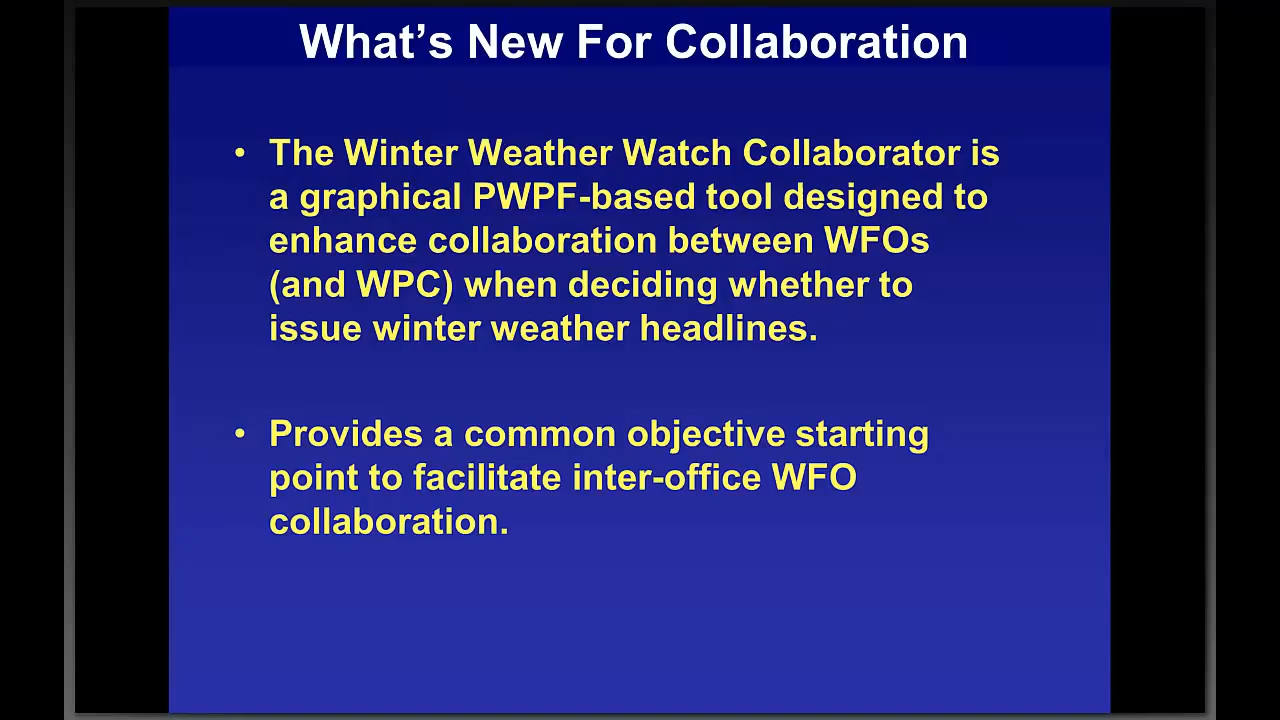 What's New For Collaboration
• The Winter Weather Watch Collaborator is
a graphical PWPF-based tool designed to
enhance collaboration between WFOs
(and WPC) when deciding whether to
issue winter weather headlines.
• Provides a common objective starting
point to facilitate inter-office WFO
collaboration.